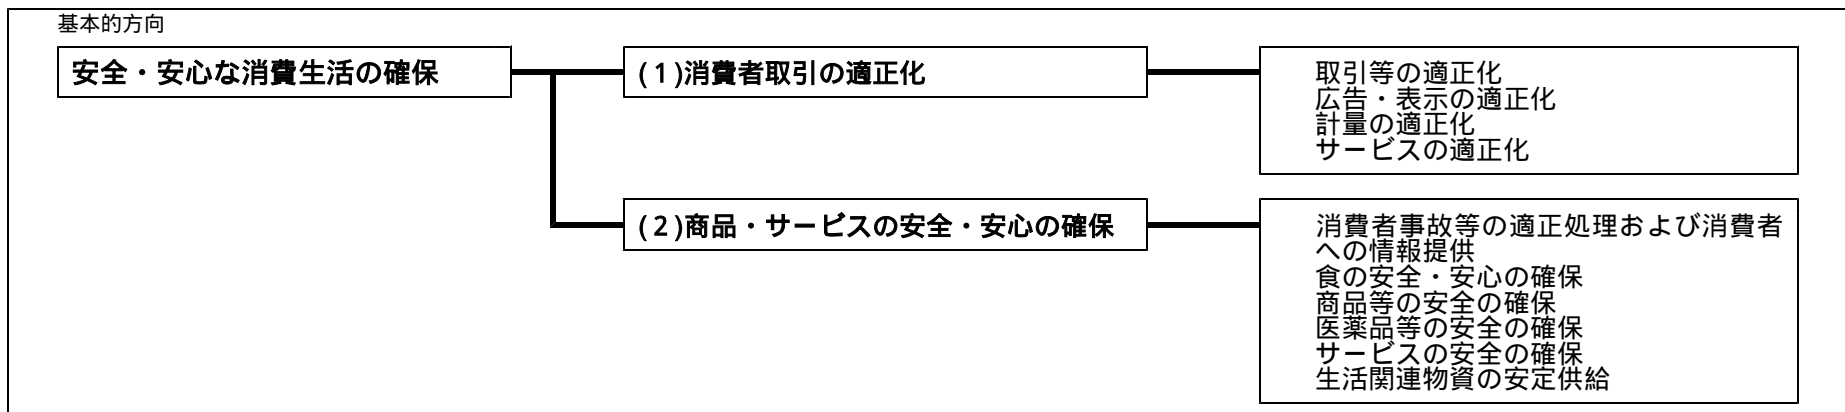 基本的方向
安全・安心な消費生活の確保
(1)消費者取引の適正化
取引等の適正化
広告・表示の適正化
計量の適正化
サービスの適正化
(2)商品・サービスの安全・安心の確保
消費者事故等の適正処理および消費者
への情報提供
食の安全・安心の確保
商品等の安全の確保
医薬品等の安全の確保
サービスの安全の確保
生活関連物資の安定供給